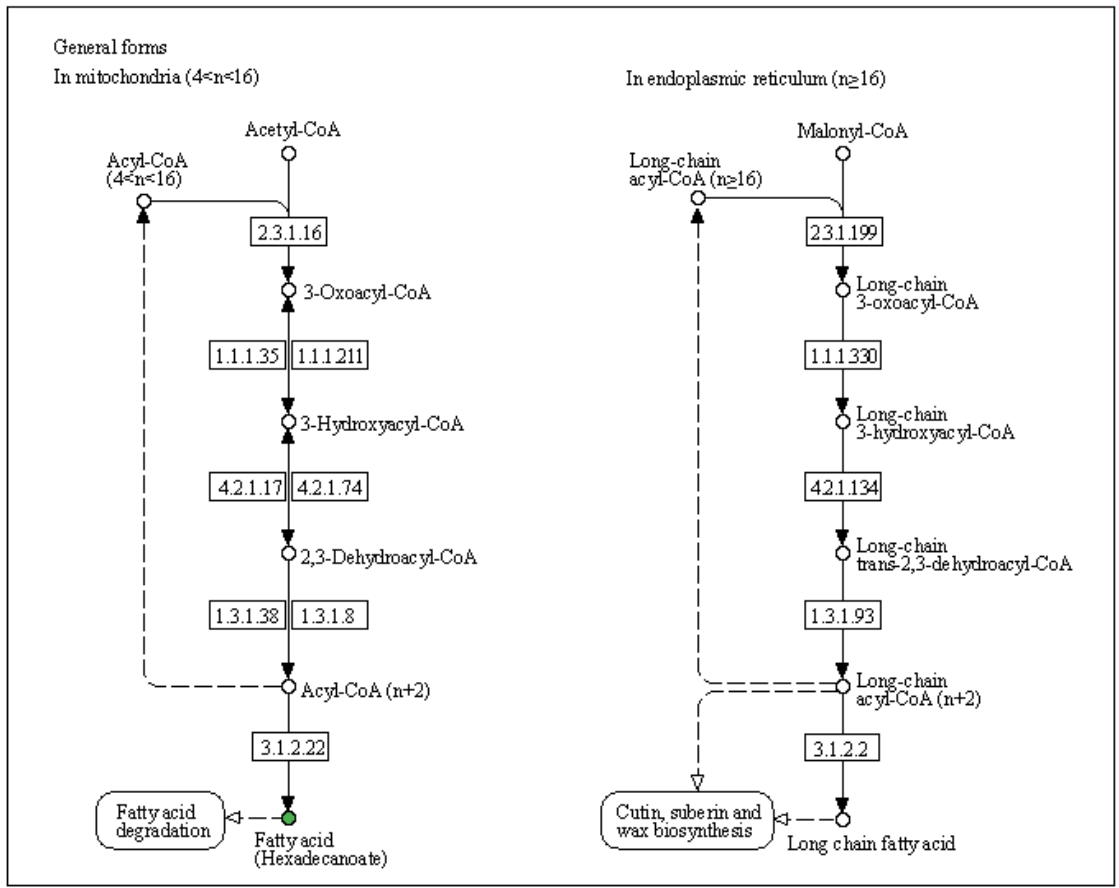 General forms
In mitochondria (4<n<16)
Acetyl-CoA
Acyl-CoA
(4<n<16)
2.3.1.16
3-Oxoacyl-CoA
1.1.1.35 1.1.1.211
3-Hydroxyacyl-CoA
4.2.1.17 4.2.1.74
2,3-Dehydroacyl-CoA
1.3.1.38 1.3.1.8
Acyl-CoA (n+2)
3.1.2.22
Fatty acid
degradation
Fatty acid
(Hexadecanoate)
In endoplasmic reticulum (n≥16)
Malonyl-CoA
Long-chain
acyl-CoA (n≥16)
2.3.1.199
Long-chain
3-oxoacyl-CoA
1.1.1.330
Long-chain
3-hydroxyacyl-CoA
4.2.1.134
Long-chain
trans-2,3-dehydroacyl-CoA
1.3.1.93
Long-chain
acyl-CoA (n+2)
3.1.2.2
Cutin, suberin and
wax biosynthesis
Long chain fatty acid